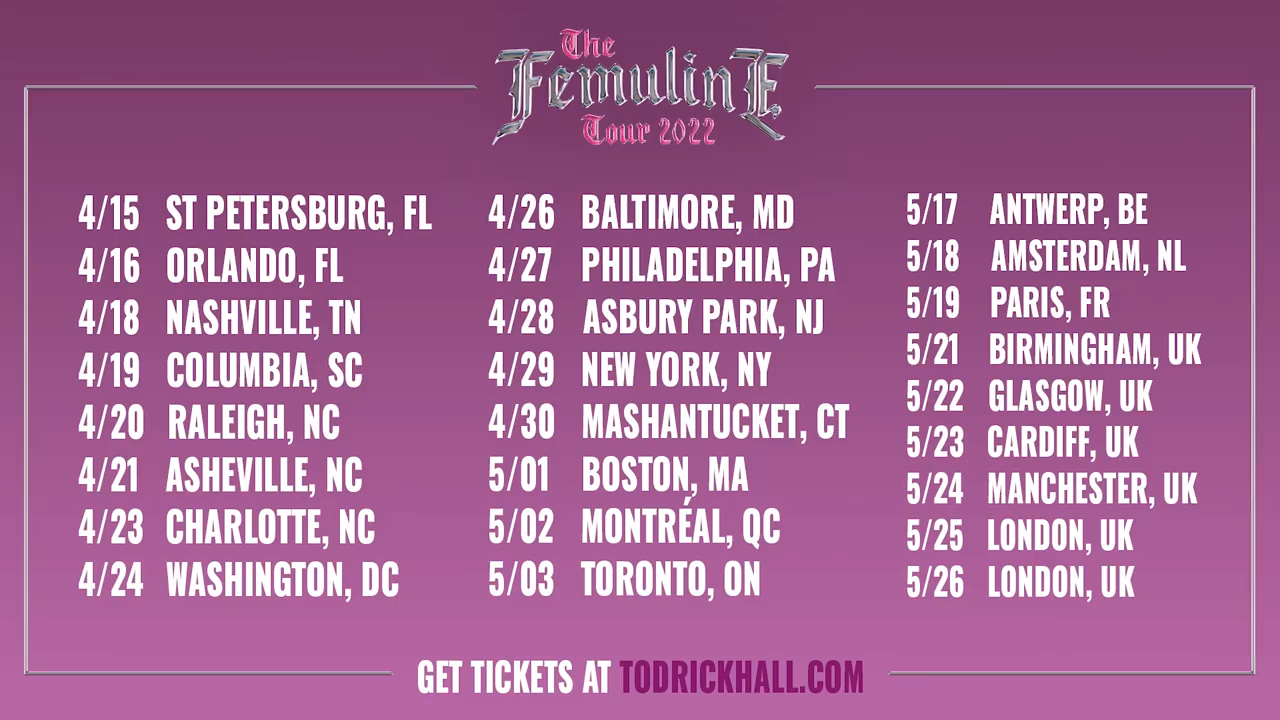 The
FemulinE
Tour 2022
4/15 ST PETERSBURG, FL
4/16 ORLANDO, FL
4/18 NASHVILLE, TN
4/19 COLUMBIA, SC
4/20 RALEIGH, NC
4/21 ASHEVILLE, NC
4/23 CHARLOTTE, NC
4/24 WASHINGTON, DC
4/26 BALTIMORE, MD
4/27 PHILADELPHIA, PA
4/28 ASBURY PARK, NJ
4/29 NEW YORK, NY
4/30 MASHANTUCKET, CT
5/01 BOSTON, MA
5/02 MONTRÉAL, QC
5/03 TORONTO, ON
5/17 ANTWERP, BE
5/18 AMSTERDAM, NL
5/19 PARIS, FR
5/21 BIRMINGHAM, UK
5/22 GLASGOW, UK
5/23 CARDIFF, UK
5/24 MANCHESTER, UK
5/25 LONDON, UK
5/26 LONDON, UK
GET TICKETS AT TODRICKHALL.COM